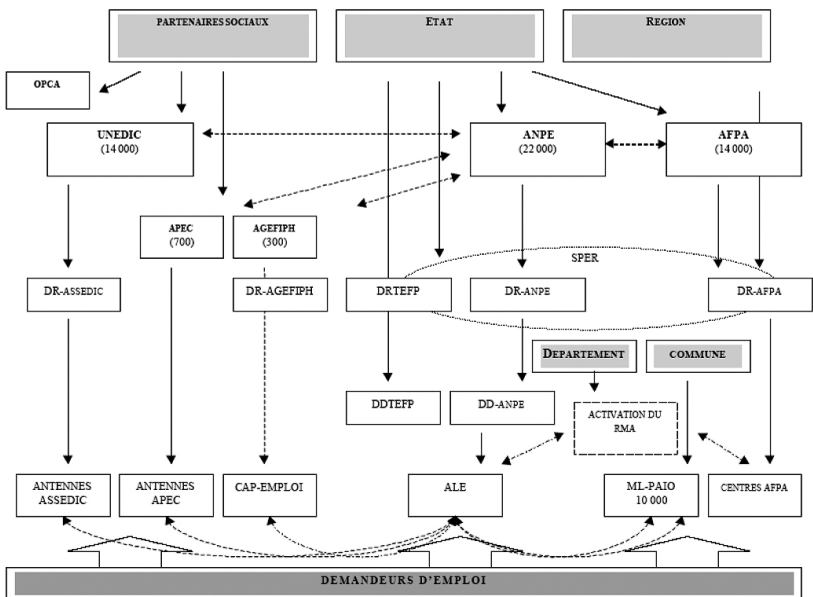 PARTENAIRES SOCIAUX
ETAT
REGION
OPCA
UNEDIC
(14 000)
ANPE
(22 000)
AFPA
(14 000)
APEC
(700)
AGEFIPH
(300)
SPER
DR-ASSEDIC
DR-AGEFIPH
DRTEFP
DR-ANPE
DR-AFPA
DEPARTEMENT
COMMUNE
DDTEFP
DD-ANPE
ACTIVATION DU
RMA
ANTENNES
ASSEDIC
ANTENNES
APEC
CAP-EMPLOI
ALE
ML-PAIO
10 000
CENTRES AFPA
DEMANDEURS D'EMPLOI